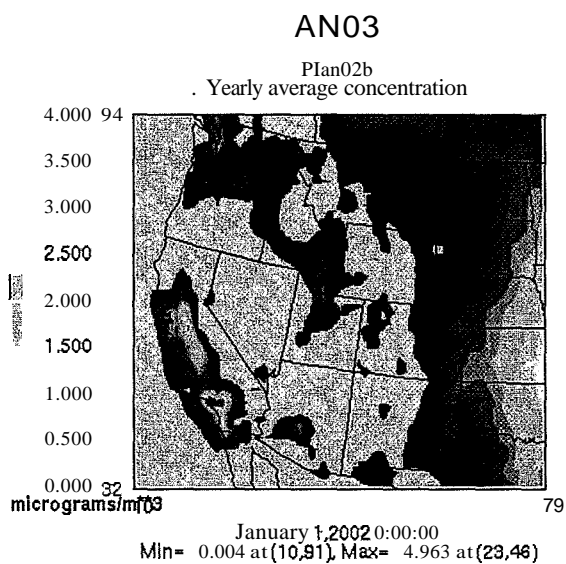 AN03
PIan02b
. Yearly average concentration
4.000 94
3.500
3.000
2.500
2.000
1.500
1.000
0.500
0.000 32
micrograms/m
79
January 1,2002 0:00:00
Min= 0.004 at (10,91), Max= 4.963 at (23,46)